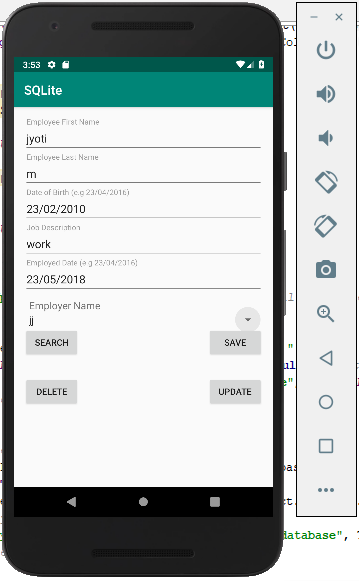 3:53
SQLite
Employee First Name
jyoti
Employee Last Name
m
Date of Birth (e.g 23/04/2016)
23/02/2010
Job Description
work
Employed Date (e.g 23/04/2016)
23/05/2018
Employer Name
jj
SEARCH SAVE
DELETE UPDATE
database",